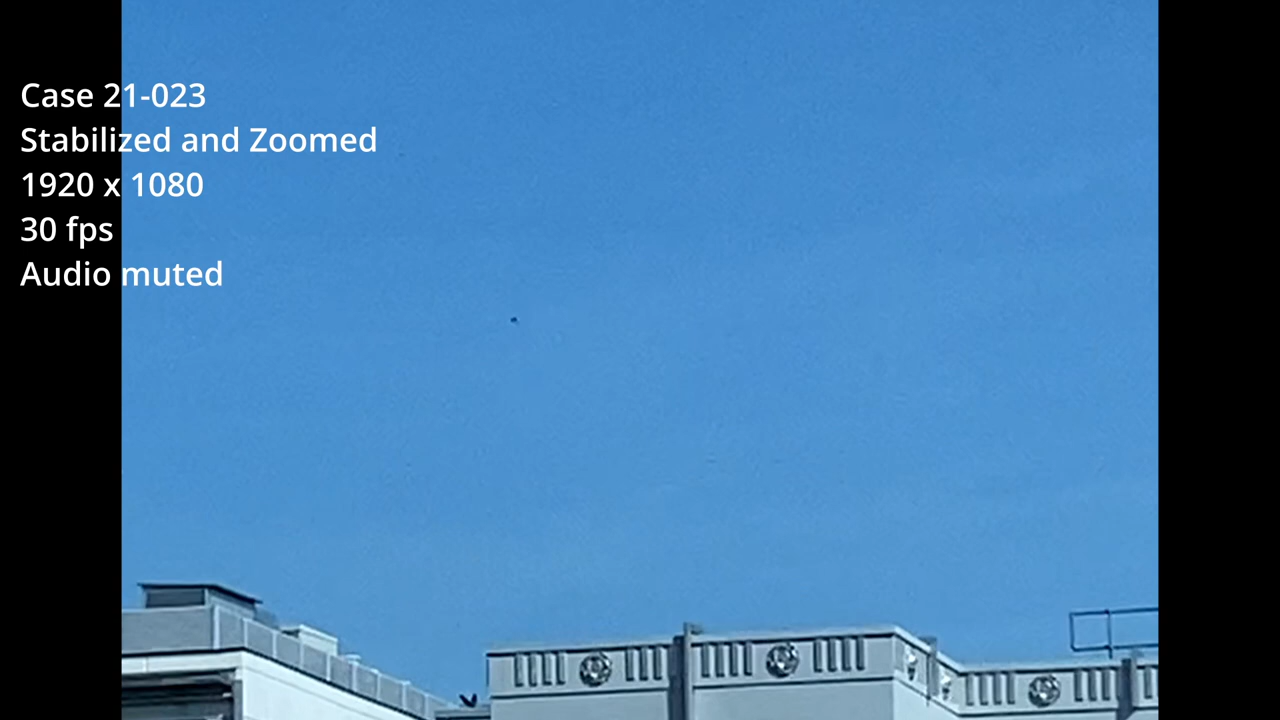 Case 21-023
Stabilized and Zoomed
1920 x 1080
30 fps
Audio muted